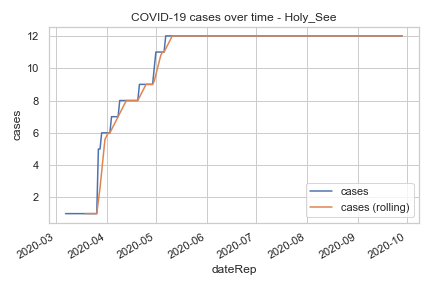 COVID-19 cases over time - Holy_See
cases
12
10
8
6
4
2
cases
cases (rolling)
2020-03
2020-04
2020-05
2020-06
2020-07
2020-08
2020-09
2020-10
dateRep